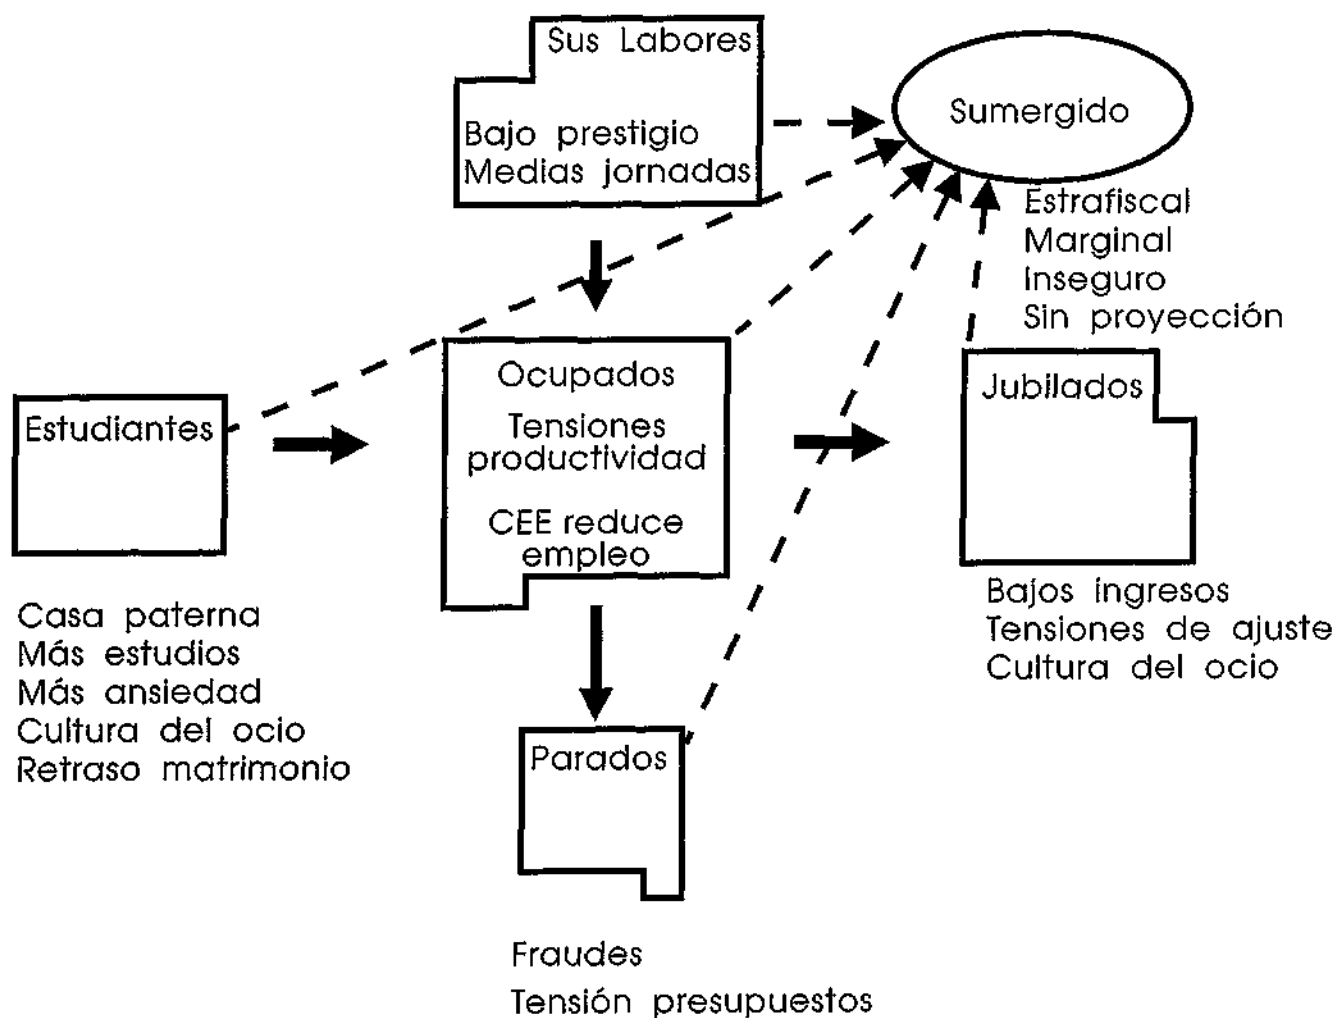 Sus Labores
Bajo prestigio
Medias jornadas
Sumergido
Estrafiscal
Marginal
Inseguro
Sin proyección
Estudiantes
Casa paterna
Más estudios
Más ansiedad
Cultura del ocio
Retraso matrimonio
Ocupados
Tensiones
productividad
CEE reduce
empleo
Jubilados
Bajos ingresos
Tensiones de ajuste
Cultura del ocio
Parados
Fraudes
Tensión presupuestos